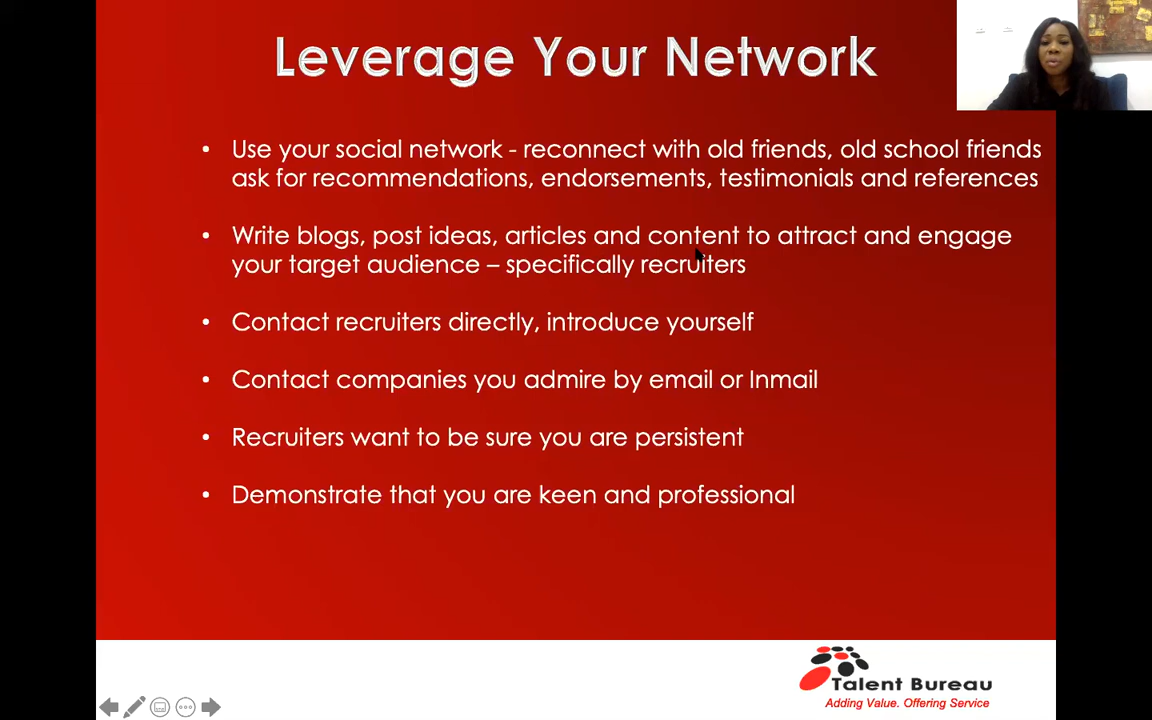 Leverage Your Network
• Use your social network - reconnect with old friends, old school friends
ask for recommendations, endorsements, testimonials and references
• Write blogs, post ideas, articles and content to attract and engage
your target audience – specifically recruiters
• Contact recruiters directly, introduce yourself
• Contact companies you admire by email or Inmail
• Recruiters want to be sure you are persistent
• Demonstrate that you are keen and professional
Talent Bureau
Adding Value. Offering Service